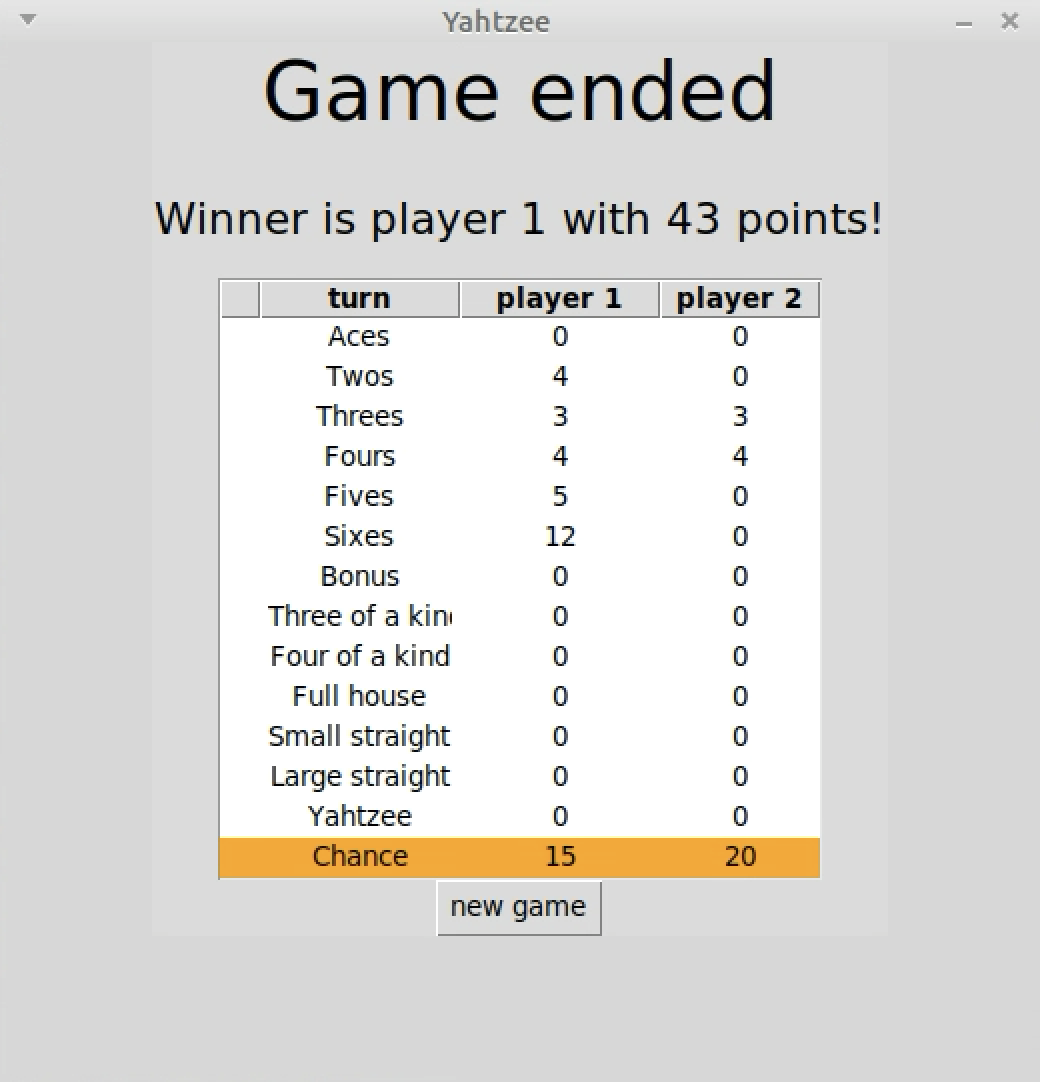 Yahtzee
Game ended
Winner is player 1 with 43 points!
turn player 1 player 2
Aces 0 0
Twos 4 0
Threes 3 3
Fours 4 4
Fives 5 0
Sixes 12 0
Bonus 0 0
Three of a kind 0 0
Four of a kind 0 0
Full house 0 0
Small straight 0 0
Large straight 0 0
Yahtzee 0 0
Chance 15 20
new game